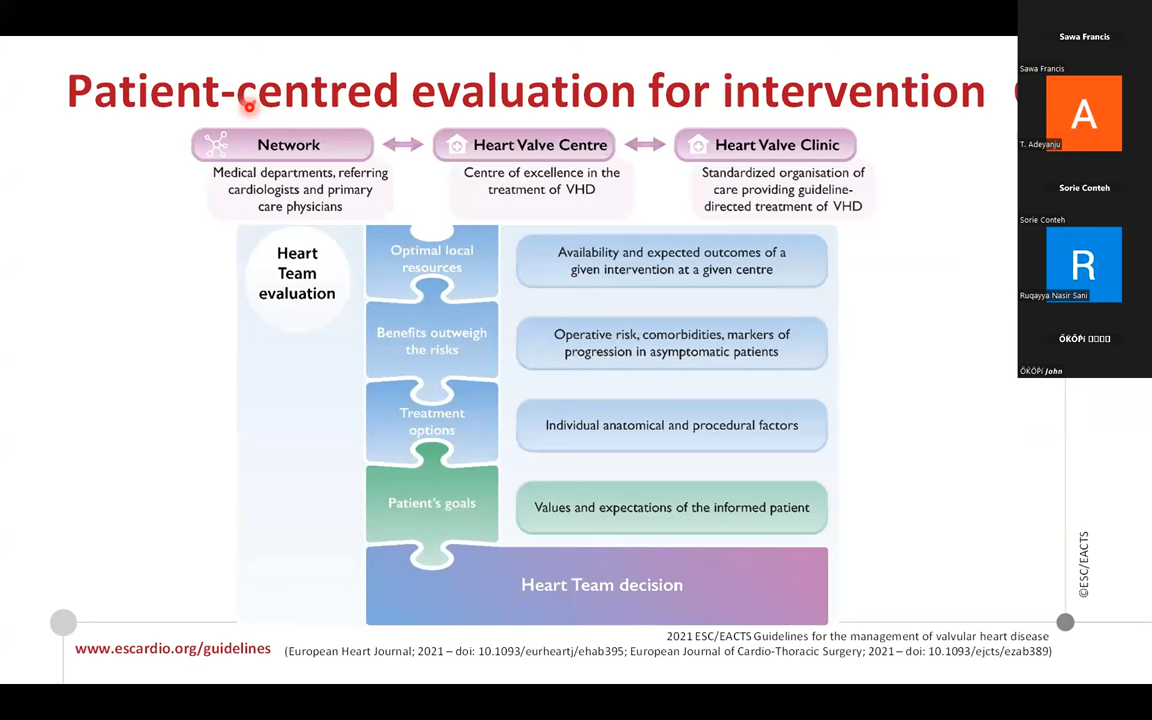 Patient-centred evaluation for intervention
Network
Heart Valve Centre
Heart Valve Clinic
Medical departments, referring
cardiologists and primary
care physicians
Centre of excellence in the
treatment of VHD
Standardized organisation of
care providing guideline-
directed treatment of VHD
Heart
Team
evaluation
Optimal local
resources
Availability and expected outcomes of a
given intervention at a given centre
Benefits outweigh
the risks
Operative risk, comorbidities, markers of
progression in asymptomatic patients
Treatment
options
Individual anatomical and procedural factors
Patient's goals
Values and expectations of the informed patient
Heart Team decision
©ESC/EACTS
www.escardio.org/guidelines
2021 ESC/EACTS Guidelines for the management of valvular heart disease
(European Heart Journal; 2021 – doi: 10.1093/eurheartj/ehab395; European Journal of Cardio-Thoracic Surgery; 2021 – doi: 10.1093/ejcts/ezab389)
Sawa Francis
Sawa Francis
A
T. Adeyanju
Sorie Conteh
Sorie Conteh
R
Ruqayya Nasir Sani
John